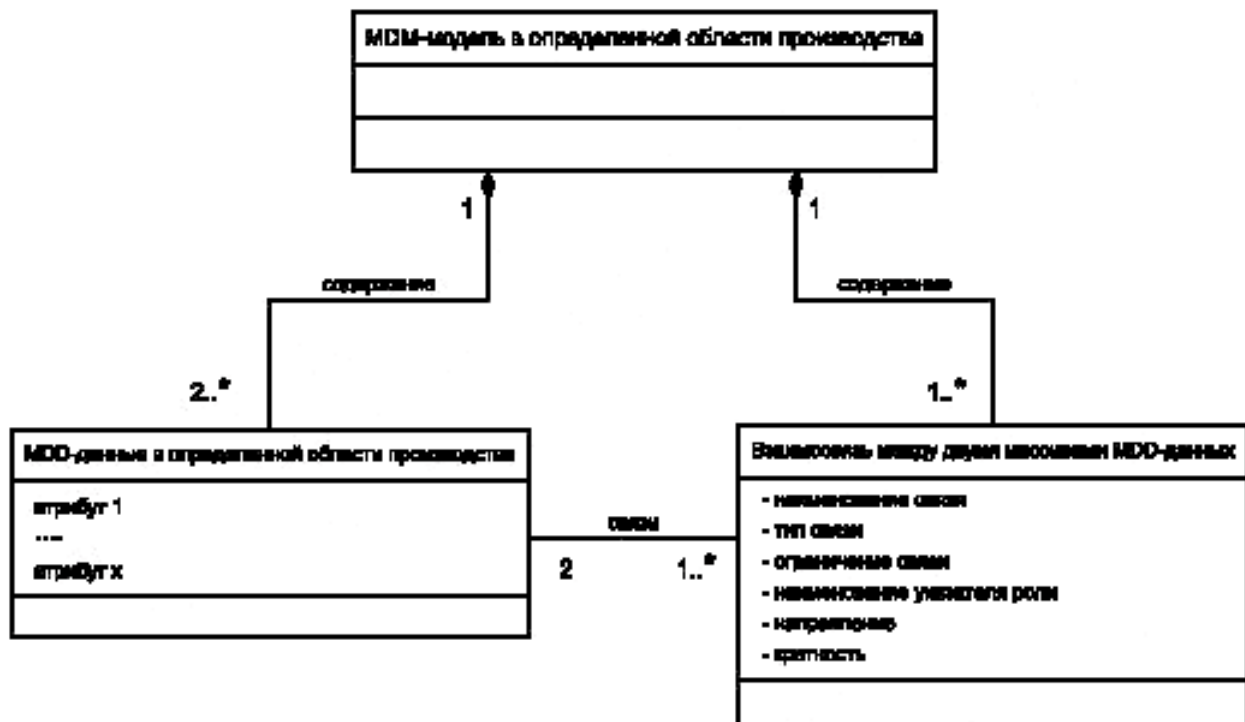 MDM-модель в определенной области производства
1
1
содержание
содержание
2..*
1..*
MDD-данные в определенной области производства
Взаимосвязь между двумя массивами MDD-данных
атрибут 1
....
атрибут x
связи
2
1..*
- наименование связи
- тип связи
- ограничение связи
- наименование указателя роли
- направление
- кратность